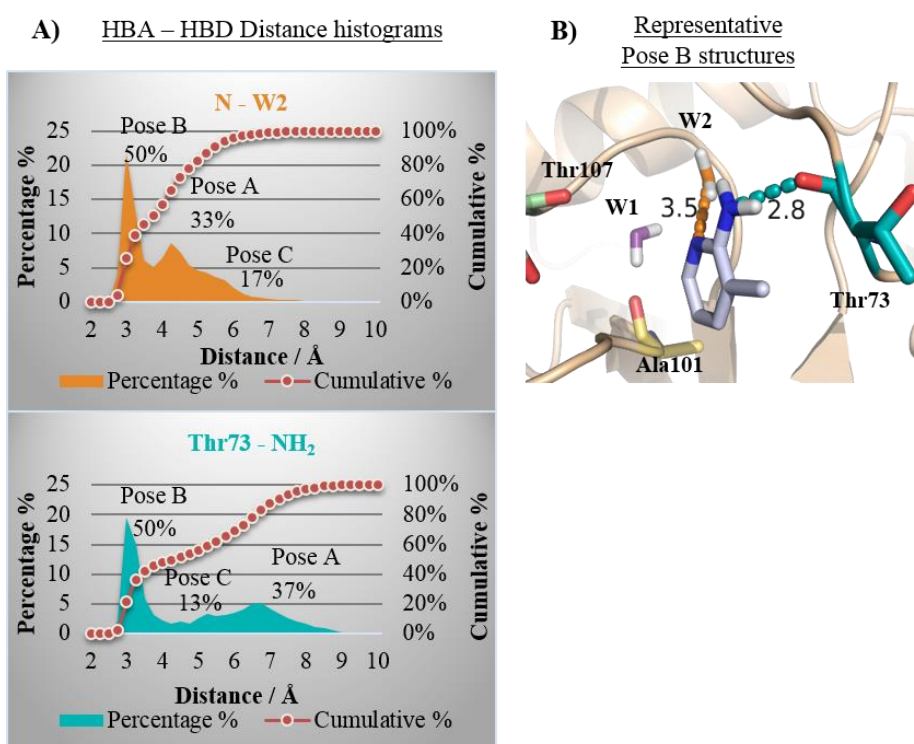 A) HBA – HBD Distance histograms
N - W2
Percentage %
25
20
15
10
5
0
Pose B
50%
Pose A
33%
Pose C
17%
100%
80%
60%
40%
20%
0%
Cumulative %
2 3 4 5 6 7 8 9 10
Distance / Å
Percentage % Cumulative %
Thr73 - NH₂
Percentage %
25
20
15
10
5
0
Pose B
50%
Pose C
13%
Pose A
37%
100%
80%
60%
40%
20%
0%
Cumulative %
2 3 4 5 6 7 8 9 10
Distance / Å
Percentage % Cumulative %
B) Representative
Pose B structures
W2
Thr107
W1
3.5
2.8
Thr73
Ala101